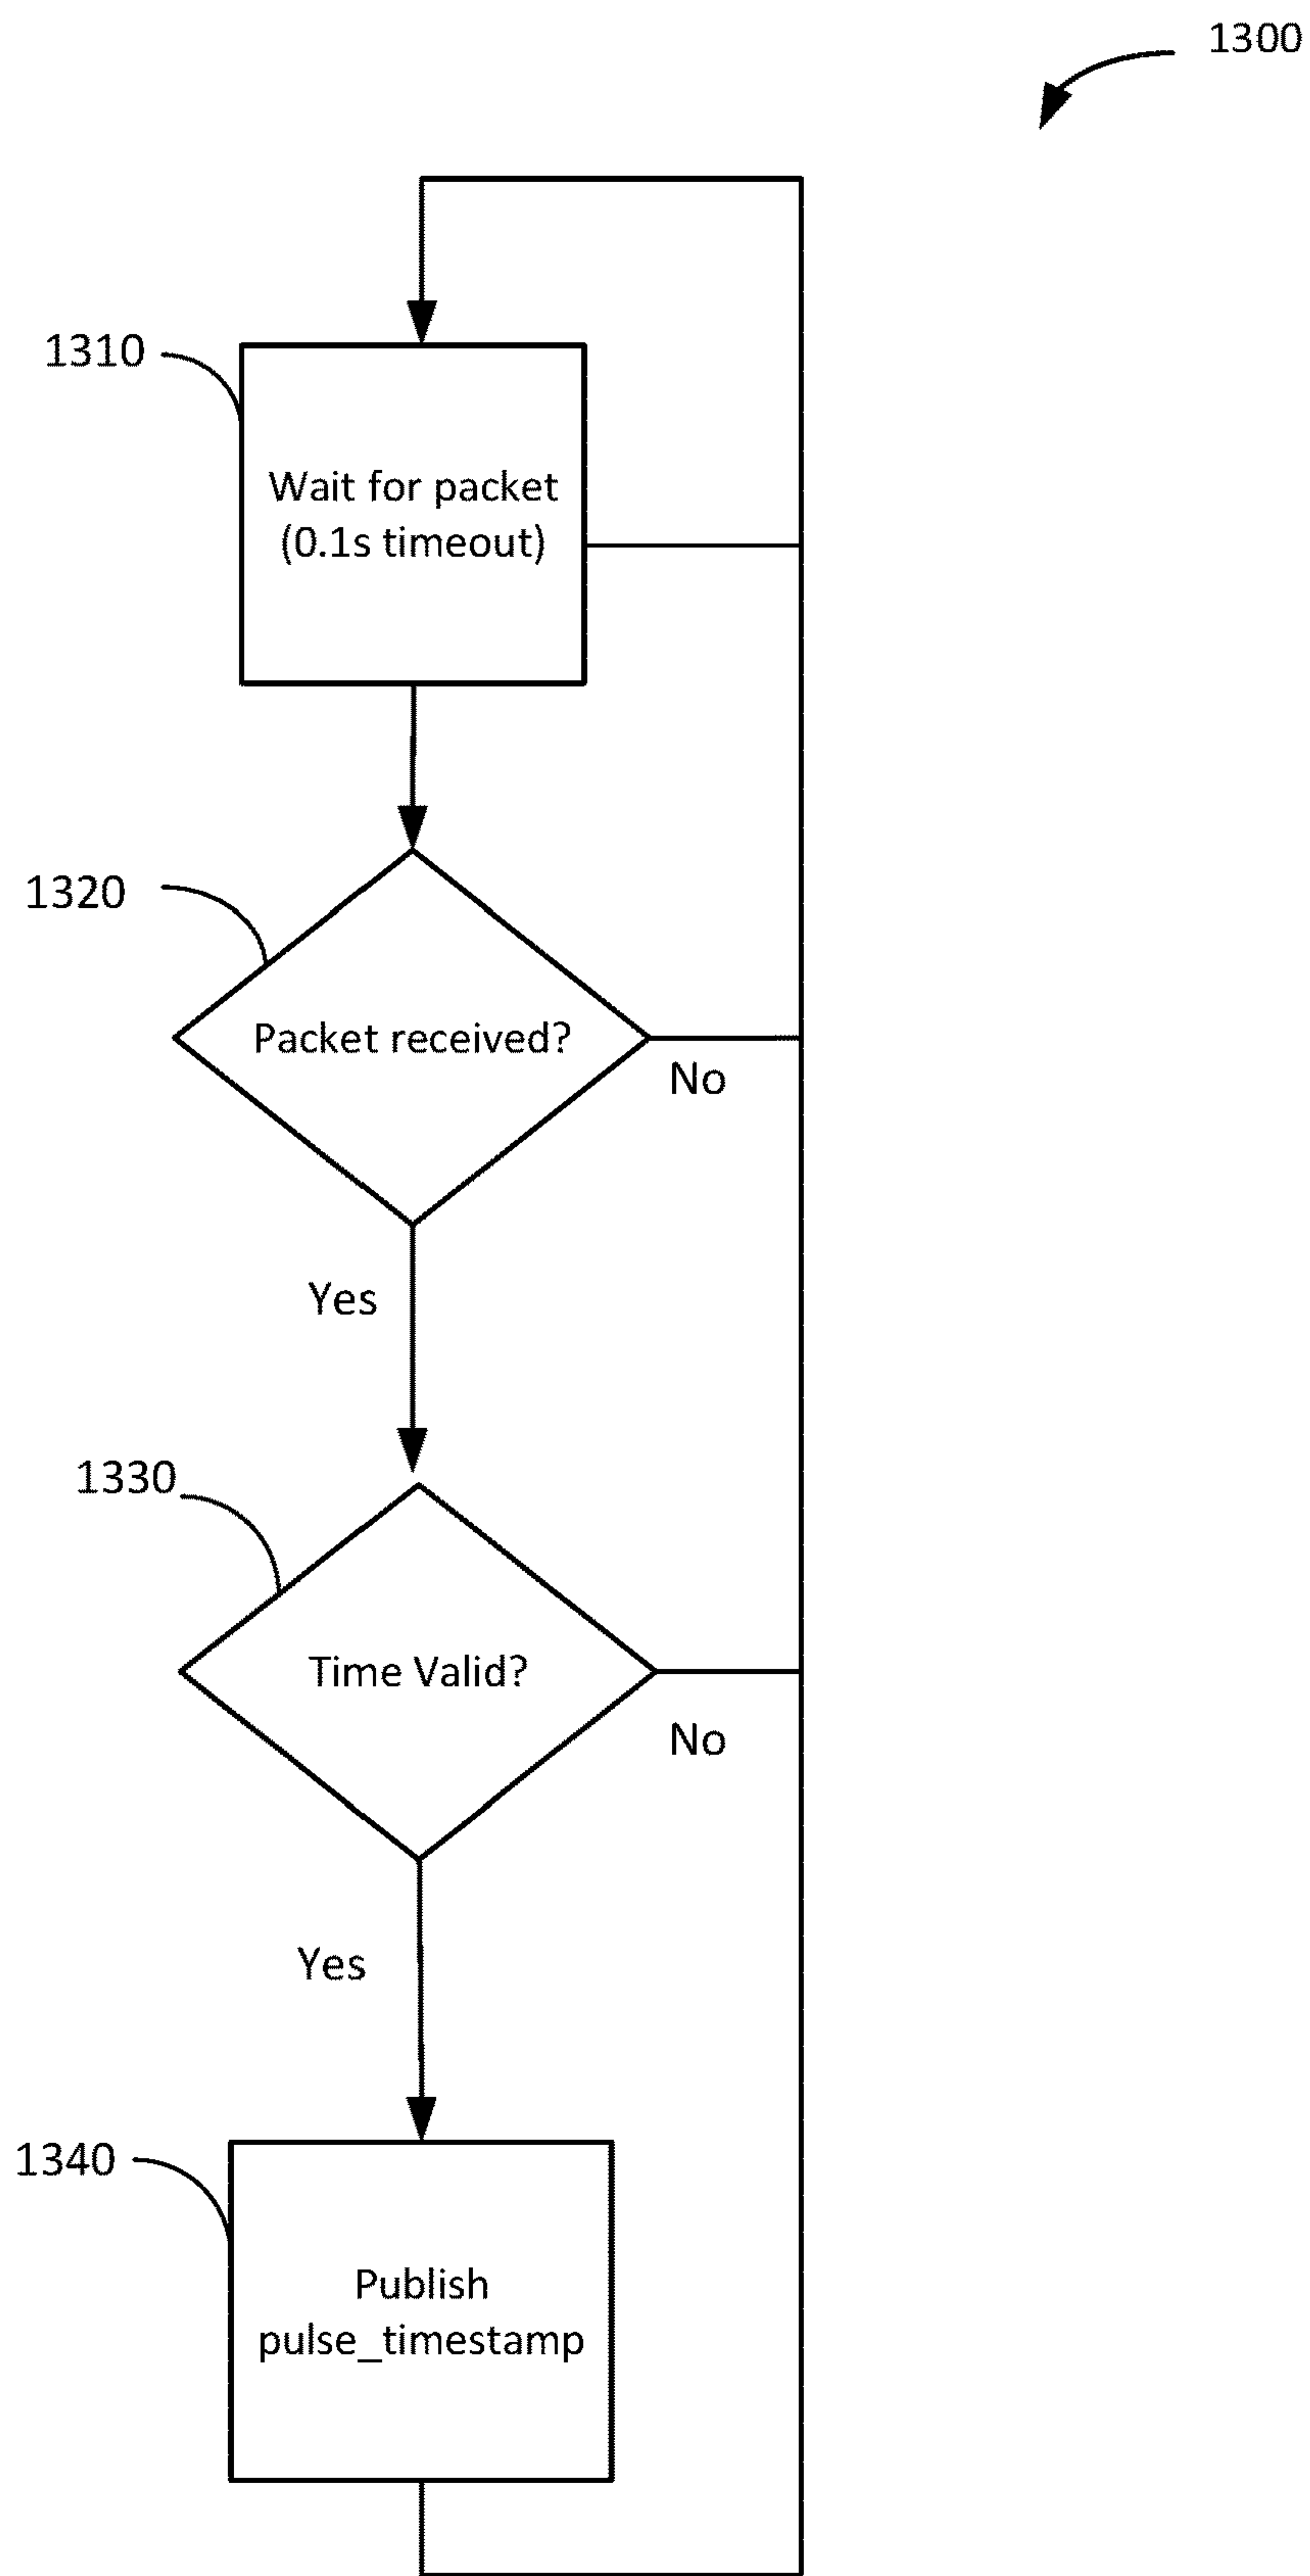 1300
1310
Wait for packet
(0.1s timeout)
1320
Packet received?
No
Yes
1330
Time Valid?
No
Yes
1340
Publish
pulse_timestamp